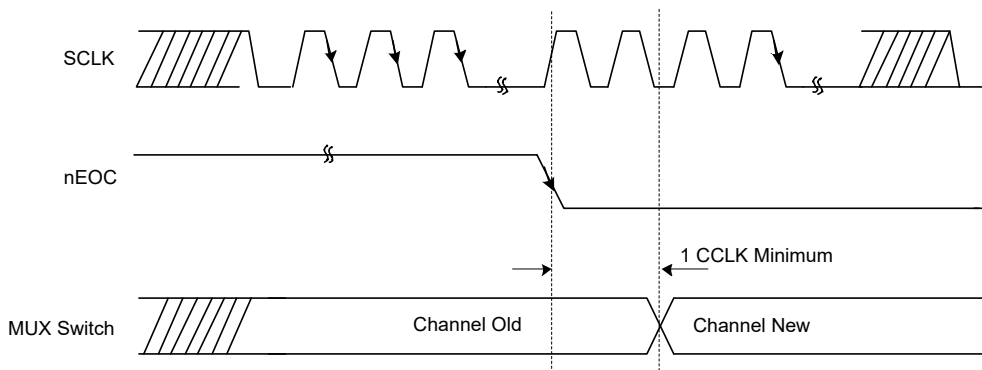 SCLK
nEOC
1 CCLK Minimum
MUX Switch
Channel Old
Channel New